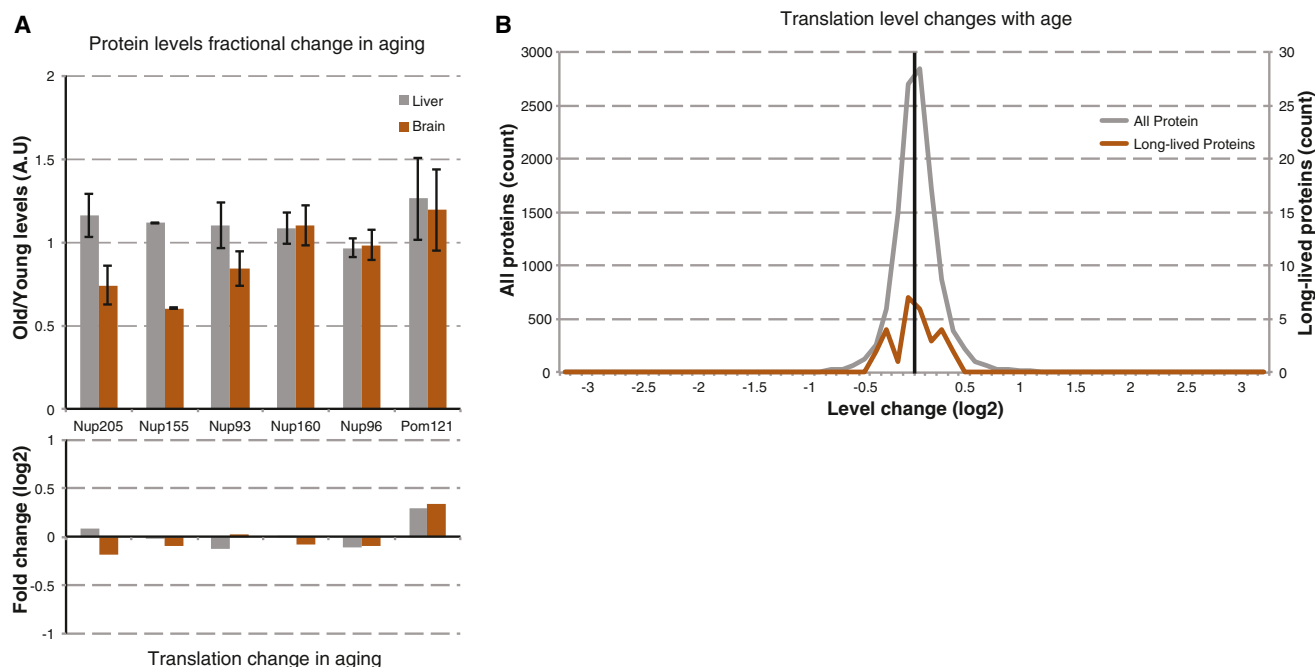 A
Protein levels fractional change in aging
Old/Young levels (A.U)
2
1.5
1
0.5
0
Liver
Brain
Nup205 Nup155 Nup93 Nup160 Nup96 Pom121
Fold change (log2)
1
0.5
0
-0.5
-1
Translation change in aging
B
Translation level changes with age
All proteins (count)
3000
2500
2000
1500
1000
500
0
All Protein
Long-lived Proteins
30
25
20
15
10
5
0
Long-lived proteins (count)
-3 -2.5 -2 -1.5 -1 -0.5 0 0.5 1 1.5 2 2.5 3
Level change (log2)